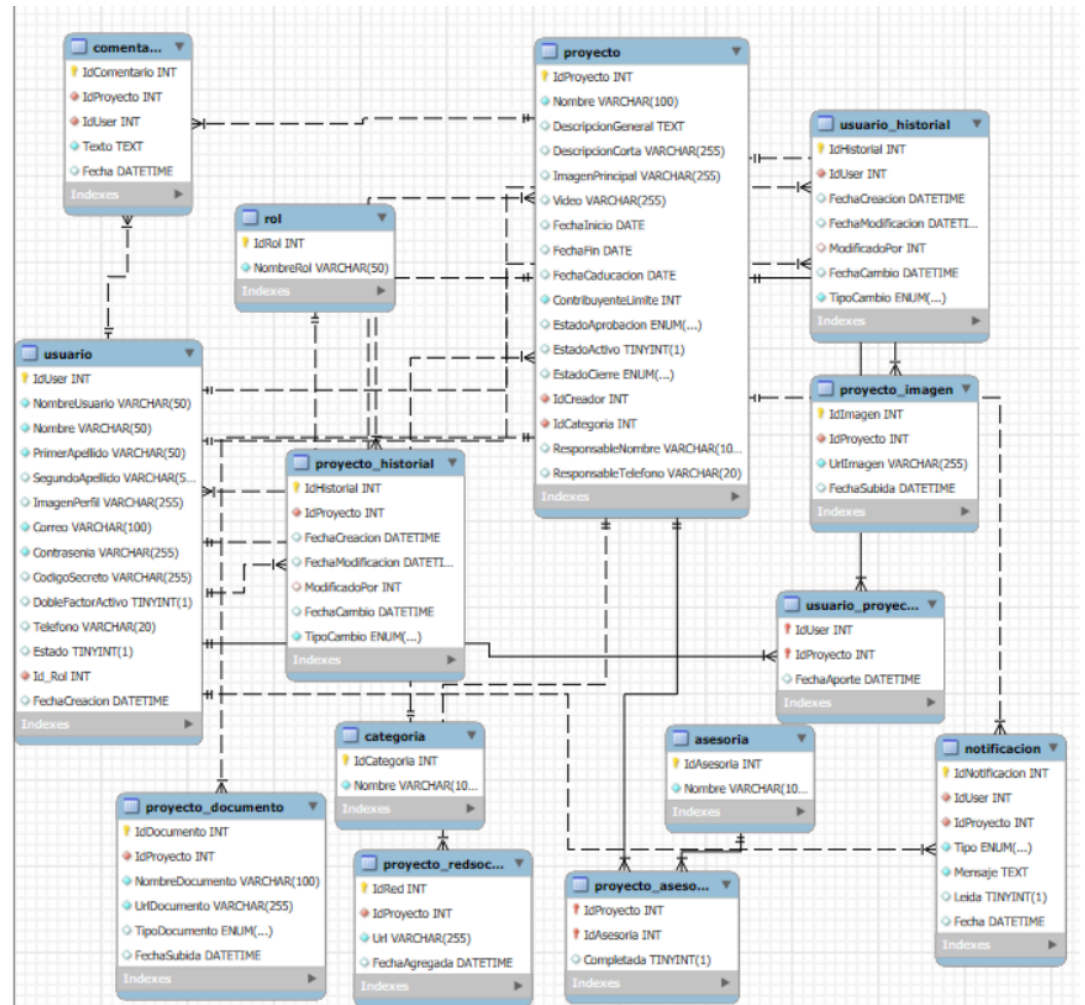 comenta...
IdComentario INT
IdProyecto INT
IdUser INT
Texto TEXT
Fecha DATETIME
Indexes
proyecto
IdProyecto INT
Nombre VARCHAR(100)
DescripcionGeneral TEXT
DescripcionCorta VARCHAR(255)
ImagenPrincipal VARCHAR(255)
Video VARCHAR(255)
FechaInicio DATE
FechaFin DATE
FechaCaducacion DATE
ContribuyenteLimite INT
EstadoAprobacion ENUM(...)
EstadoActivo TINYINT(1)
EstadoCierre ENUM(...)
IdCreador INT
IdCategoria INT
ResponsableNombre VARCHAR(10...
ResponsableTelefono VARCHAR(20)
Indexes
usuario_historial
IdHistorial INT
IdUser INT
FechaCreacion DATETIME
FechaModificacion DATETI...
ModificadoPor INT
FechaCambio DATETIME
TipoCambio ENUM(...)
Indexes
rol
IdRol INT
NombreRol VARCHAR(50)
Indexes
usuario
IdUser INT
NombreUsuario VARCHAR(50)
Nombre VARCHAR(50)
PrimerApellido VARCHAR(50)
SegundoApellido VARCHAR(5...
ImagenPerfil VARCHAR(255)
Correo VARCHAR(100)
Contrasenia VARCHAR(255)
CodigoSecreto VARCHAR(255)
DobleFactorActivo TINYINT(1)
Telefono VARCHAR(20)
Estado TINYINT(1)
Id_Rol INT
FechaCreacion DATETIME
Indexes
proyecto_historial
IdHistorial INT
IdProyecto INT
FechaCreacion DATETIME
FechaModificacion DATETI...
ModificadoPor INT
FechaCambio DATETIME
TipoCambio ENUM(...)
Indexes
proyecto_imagen
IdImagen INT
IdProyecto INT
UrlImagen VARCHAR(255)
FechaSubida DATETIME
Indexes
usuario_proyec...
IdUser INT
IdProyecto INT
FechaAporte DATETIME
Indexes
categoria
IdCategoria INT
Nombre VARCHAR(10...
Indexes
asesoria
IdAsesoria INT
Nombre VARCHAR(10...
Indexes
notificacion
IdNotificacion INT
IdUser INT
IdProyecto INT
Tipo ENUM(...)
Mensaje TEXT
Leida TINYINT(1)
Fecha DATETIME
Indexes
proyecto_documento
IdDocumento INT
IdProyecto INT
NombreDocumento VARCHAR(100)
UrlDocumento VARCHAR(255)
TipoDocumento ENUM(...)
FechaSubida DATETIME
Indexes
proyecto_redsoc...
IdRed INT
IdProyecto INT
Url VARCHAR(255)
FechaAgregada DATETIME
Indexes
proyecto_aseso...
IdProyecto INT
IdAsesoria INT
Completada TINYINT(1)
Indexes